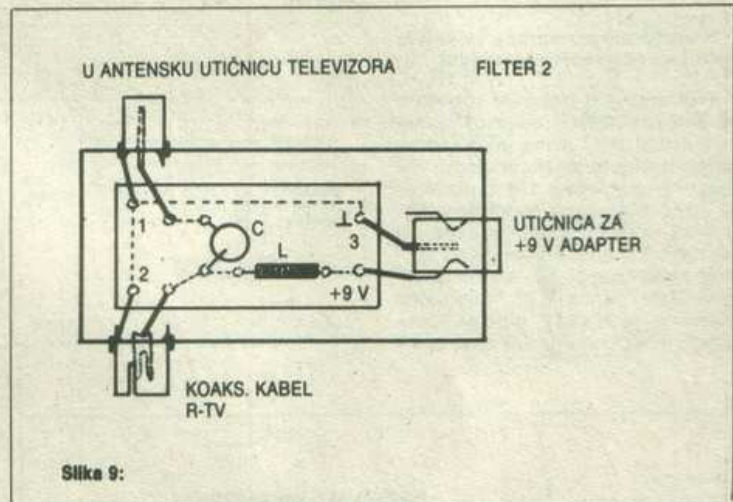 U ANTENSKU UTIČNICU TELEVIZORA
FILTER 2
1
C
3
UTIČNICA ZA
+9 V ADAPTER
L
2
+9 V
KOAKS. KABEL
R-TV
Slika 9: